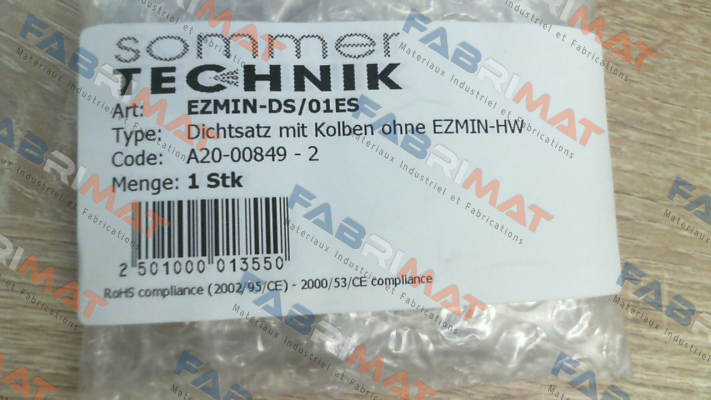 sommer
TECHNIK
Art: EZMIN-DS/01ES
Type: Dichtsatz mit Kolben ohne EZMIN-HW
Code: A20-00849 - 2
Menge: 1 Stk
2 501000 013550
RoHS compliance (2002/95/CE) - 2000/53/CE compliance
FABRIMAT
Materiaux Industriel et Fabrications